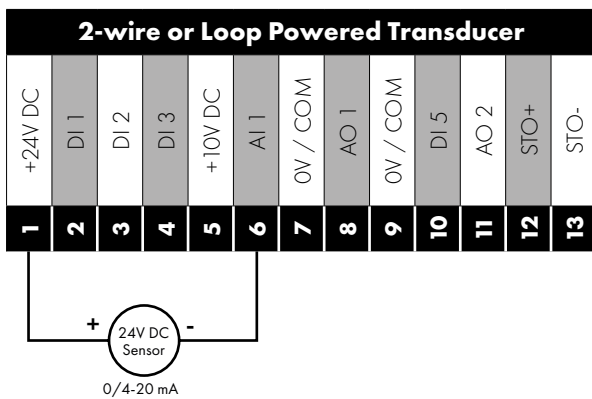 2-wire or Loop Powered Transducer
+24V DC
DI 1
DI 2
DI 3
+10V DC
AI 1
0V / COM
AO 1
0V / COM
DI 5
AO 2
STO+
STO-
1
2
3
4
5
6
7
8
9
10
11
12
13
+ -
24V DC
Sensor
0/4-20 mA